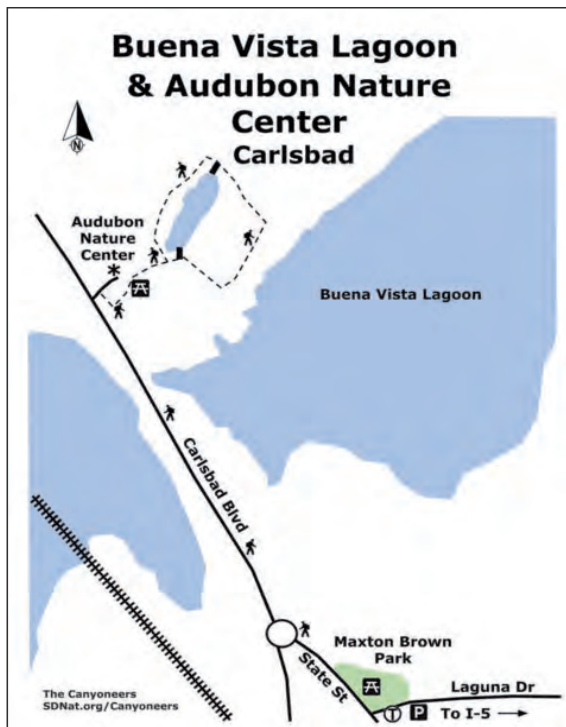 Buena Vista Lagoon
& Audubon Nature
Center
Carlsbad
N
Audubon
Nature
Center
*
Buena Vista Lagoon
Carlsbad Blvd
State St
Maxton Brown
Park
Laguna Dr
T P To I-5
The Canyoneers
SDNat.org/Canyoneers